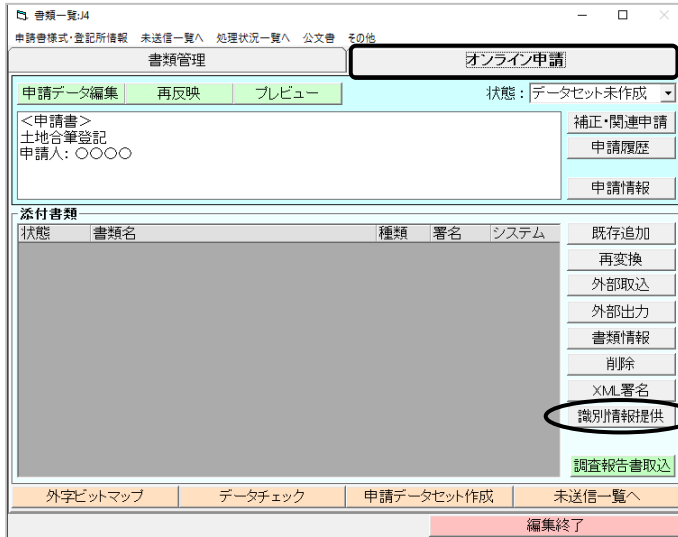 書類一覧:J4
申請書様式・登記所情報 未送信一覧へ 処理状況一覧へ 公文書 その他
書類管理 オンライン申請
申請データ編集 再反映 プレビュー 状態： データセット未作成
<申請書>
土地合筆登記
申請人: 〇〇〇〇
補正・関連申請
申請履歴
申請情報
添付書類
状態 書類名 種類 署名 システム
既存追加
再変換
外部取込
外部出力
書類情報
削除
XML署名
識別情報提供
調査報告書取込
外字ビットマップ データチェック 申請データセット作成 未送信一覧へ
編集終了